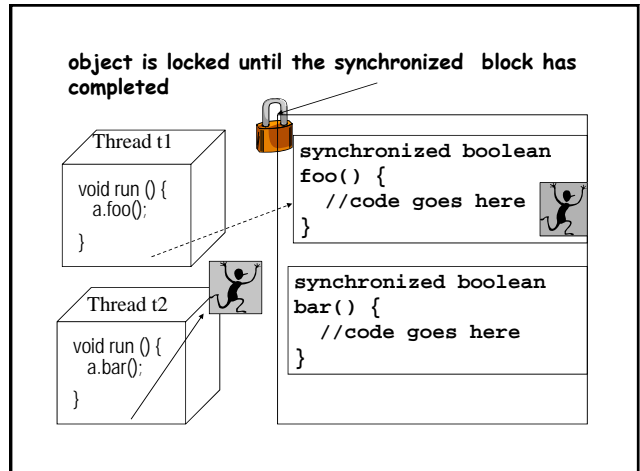 object is locked until the synchronized block has
completed
Thread t1
void run () {
a.foo();
}
synchronized boolean
foo() {
//code goes here
}
Thread t2
void run () {
a.bar();
}
synchronized boolean
bar() {
//code goes here
}